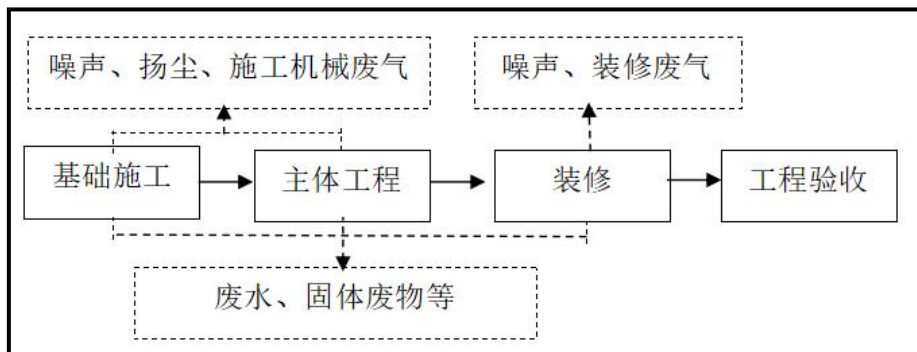 噪声、扬尘、施工机械废气
噪声、装修废气
基础施工
主体工程
装修
工程验收
废水、固体废物等